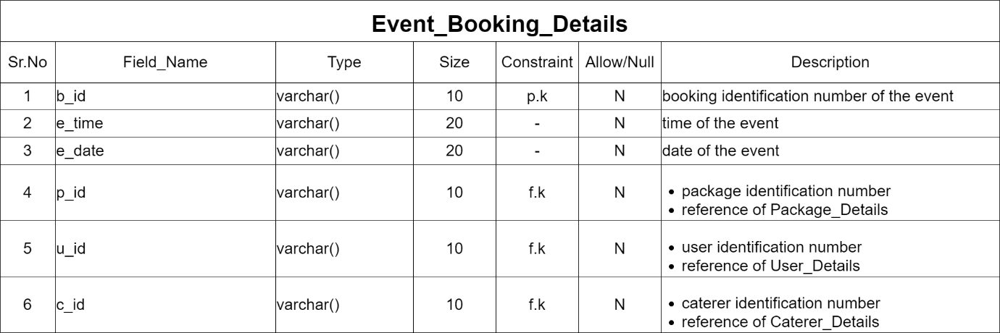 Event_Booking_Details
Sr.No Field_Name Type Size Constraint Allow/Null Description
1 b_id varchar() 10 p.k N booking identification number of the event
2 e_time varchar() 20 - N time of the event
3 e_date varchar() 20 - N date of the event
4 p_id varchar() 10 f.k N • package identification number
• reference of Package_Details
5 u_id varchar() 10 f.k N • user identification number
• reference of User_Details
6 c_id varchar() 10 f.k N • caterer identification number
• reference of Caterer_Details